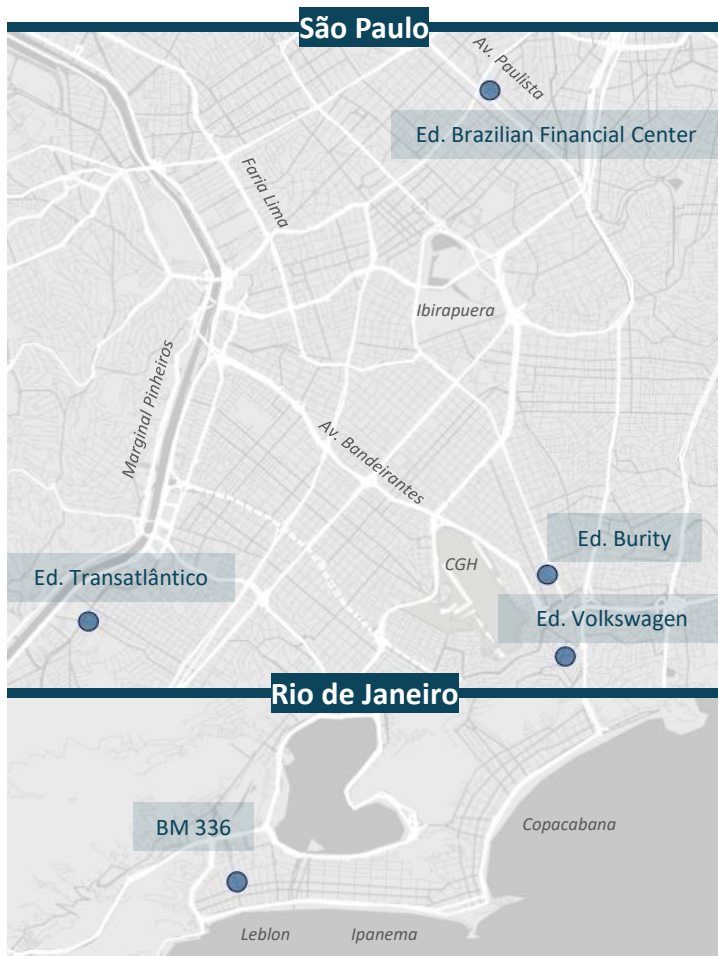 São Paulo
Av. Paulista
Ed. Brazilian Financial Center
Faria Lima
Ibirapuera
Marginal Pinheiros
Av. Bandeirantes
Ed. Burity
CGH
Ed. Transatlântico
Ed. Volkswagen
Rio de Janeiro
BM 336
Copacabana
Leblon
Ipanema